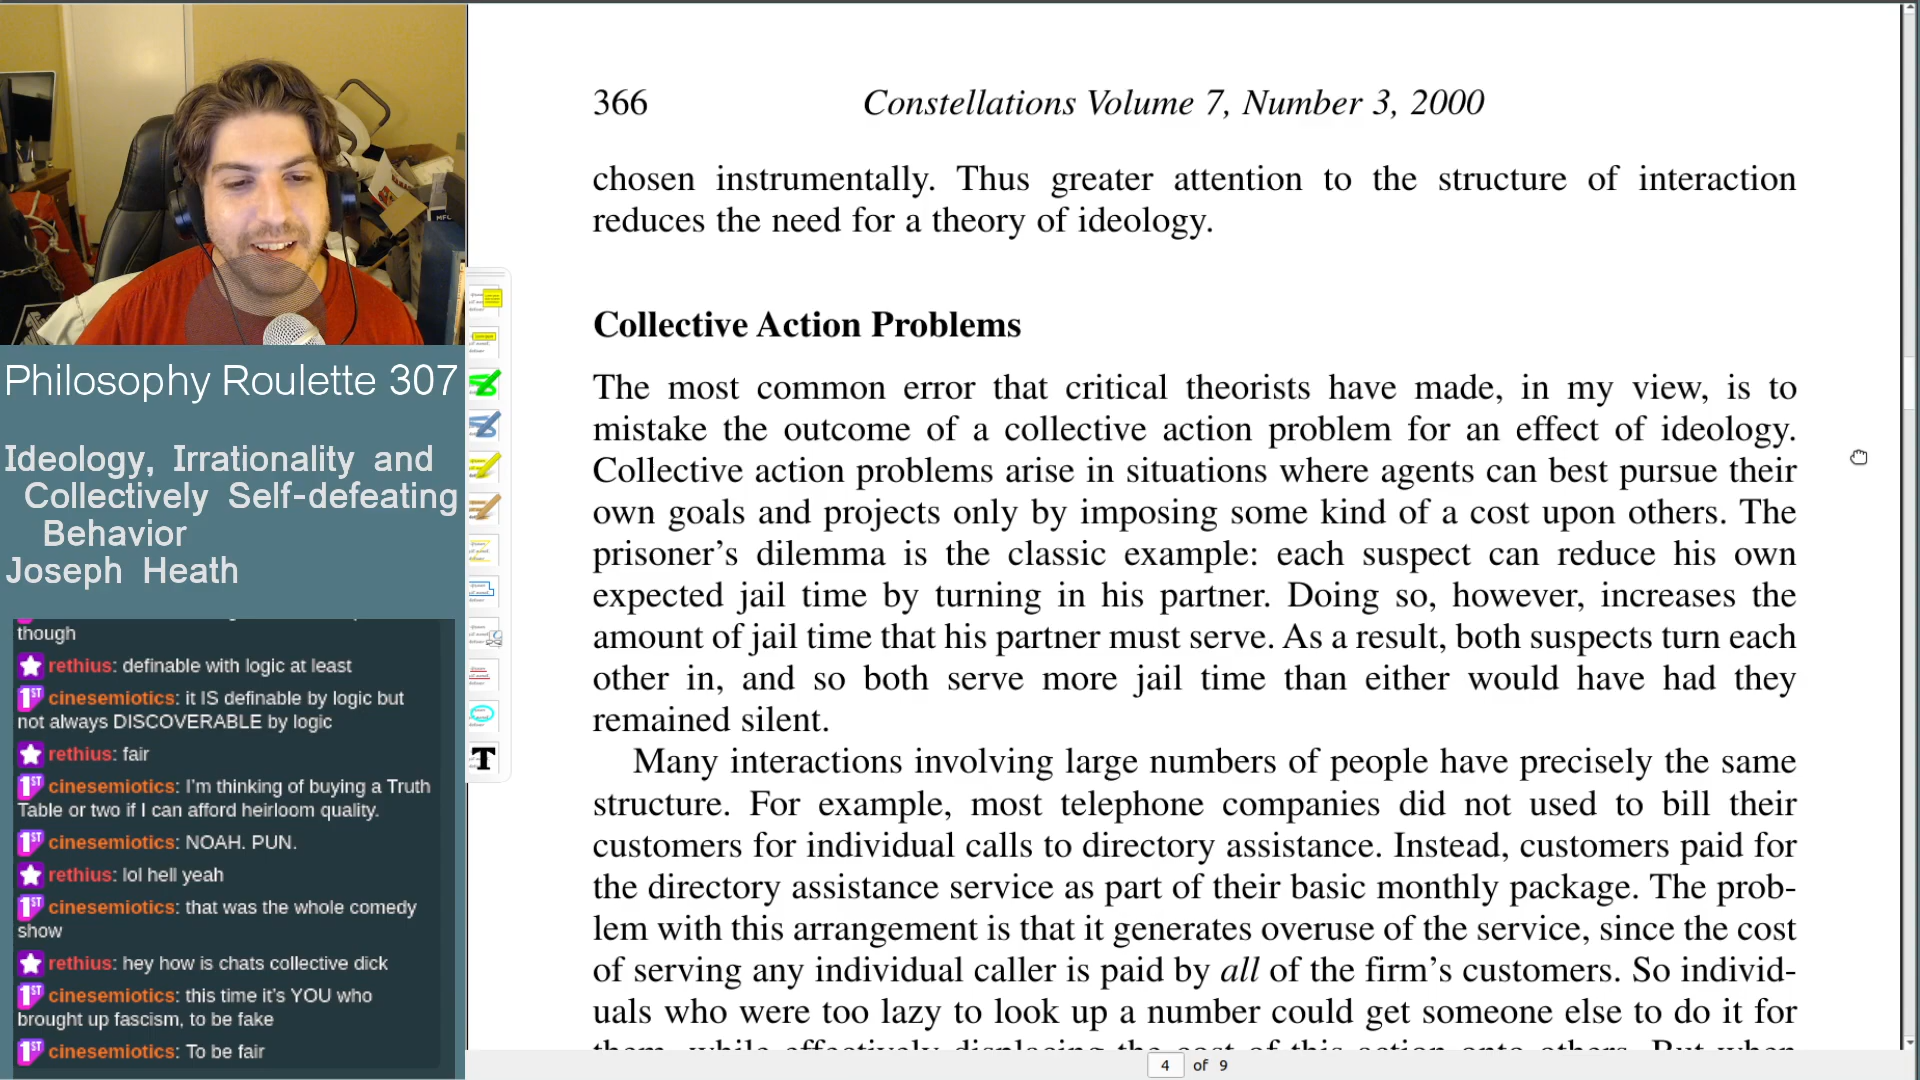 Philosophy Roulette 307
Ideology, Irrationality and
Collectively Self-defeating
Behavior
Joseph Heath
though
rethius: definable with logic at least
cinesemiotics: it IS definable by logic but
not always DISCOVERABLE by logic
rethius: fair
cinesemiotics: I'm thinking of buying a Truth
Table or two if I can afford heirloom quality.
cinesemiotics: NOAH. PUN.
rethius: lol hell yeah
cinesemiotics: that was the whole comedy
show
rethius: hey how is chats collective dick
cinesemiotics: this time it's YOU who
brought up fascism, to be fake
cinesemiotics: To be fair
366 Constellations Volume 7, Number 3, 2000
chosen instrumentally. Thus greater attention to the structure of interaction
reduces the need for a theory of ideology.
Collective Action Problems
The most common error that critical theorists have made, in my view, is to
mistake the outcome of a collective action problem for an effect of ideology.
Collective action problems arise in situations where agents can best pursue their
own goals and projects only by imposing some kind of a cost upon others. The
prisoner's dilemma is the classic example: each suspect can reduce his own
expected jail time by turning in his partner. Doing so, however, increases the
amount of jail time that his partner must serve. As a result, both suspects turn each
other in, and so both serve more jail time than either would have had they
remained silent.
Many interactions involving large numbers of people have precisely the same
structure. For example, most telephone companies did not used to bill their
customers for individual calls to directory assistance. Instead, customers paid for
the directory assistance service as part of their basic monthly package. The prob-
lem with this arrangement is that it generates overuse of the service, since the cost
of serving any individual caller is paid by all of the firm's customers. So individ-
uals who were too lazy to look up a number could get someone else to do it for
them, while effectively displacing the cost of this action onto others. But when
4 of 9